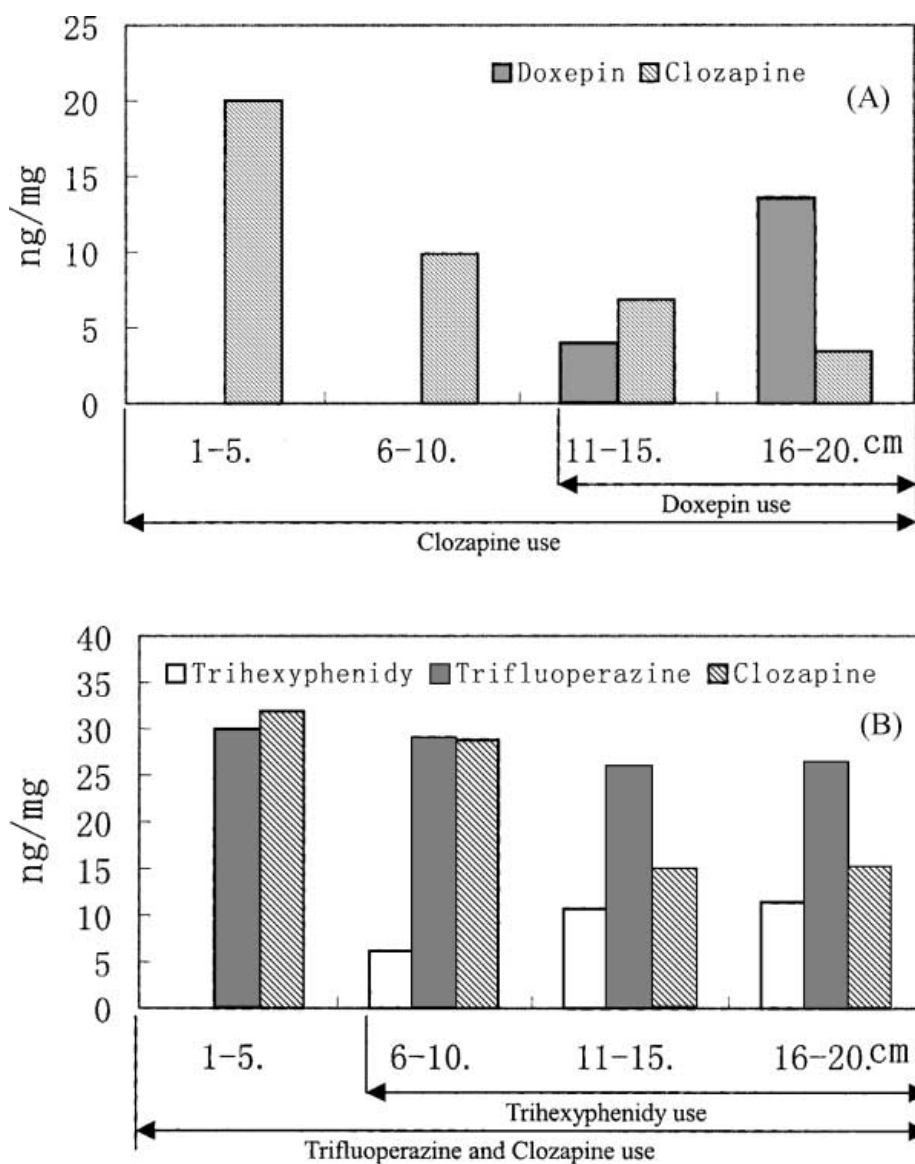 25
Doxepin Clozapine
(A)
20
15
10
5
0
ng/mg
1-5. 6-10. 11-15. 16-20. cm
Doxepin use
Clozapine use
40
Trihexyphenidy Trifluoperazine Clozapine
35
(B)
30
25
20
15
10
5
0
ng/mg
1-5. 6-10. 11-15. 16-20. cm
Trihexyphenidy use
Trifluoperazine and Clozapine use